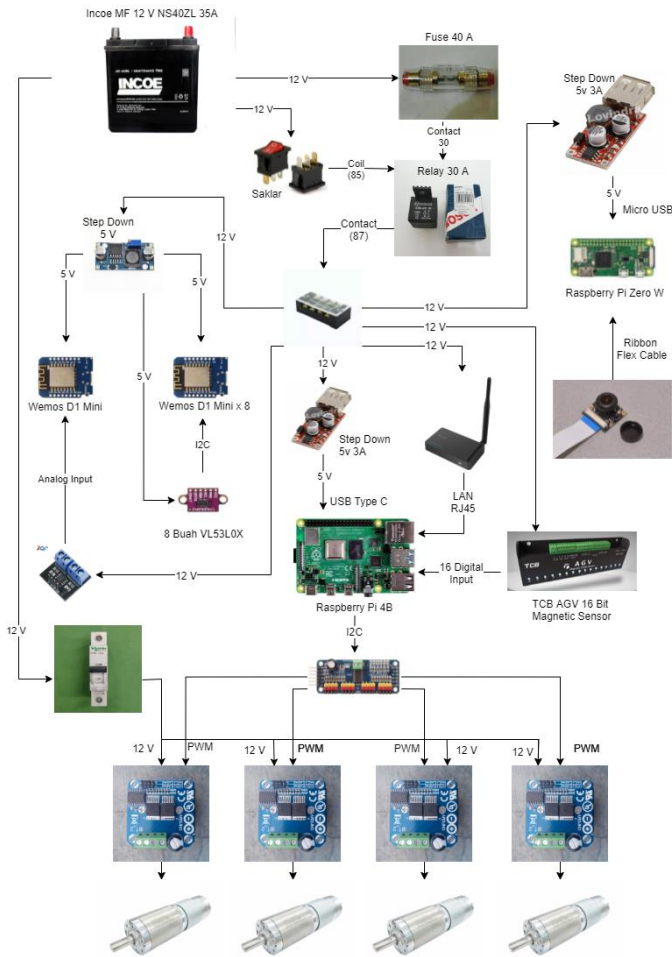 Incoe MF 12 V NS40ZL 35A
INCOE
Fuse 40 A
12 V
12 V
Step Down
5v 3A
Lovindra
Contact
30
Saklar
Coil
(85)
Relay 30 A
5 V
Micro USB
Contact
(87)
Step Down
5 V
12 V
5 V
5 V
Raspberry Pi Zero W
12 V
12 V
12 V
12 V
Ribbon
Flex Cable
5 V
Wemos D1 Mini
Wemos D1 Mini x 8
Step Down
5v 3A
I2C
Analog Input
5 V
LAN
RJ45
USB Type C
8 Buah VL53L0X
12 V
16 Digital
Input
TCB
AGV
Raspberry Pi 4B
TCB AGV 16 Bit
Magnetic Sensor
I2C
12 V
12 V
PWM
12 V
PWM
PWM
12 V
12 V
PWM